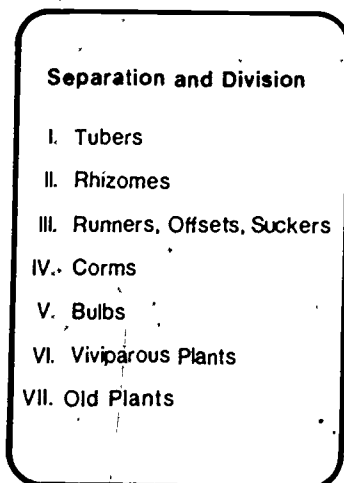 Separation and Division
I. Tubers
II. Rhizomes
III. Runners, Offsets, Suckers
IV. Corms
V. Bulbs
VI. Viviparous Plants
VII. Old Plants